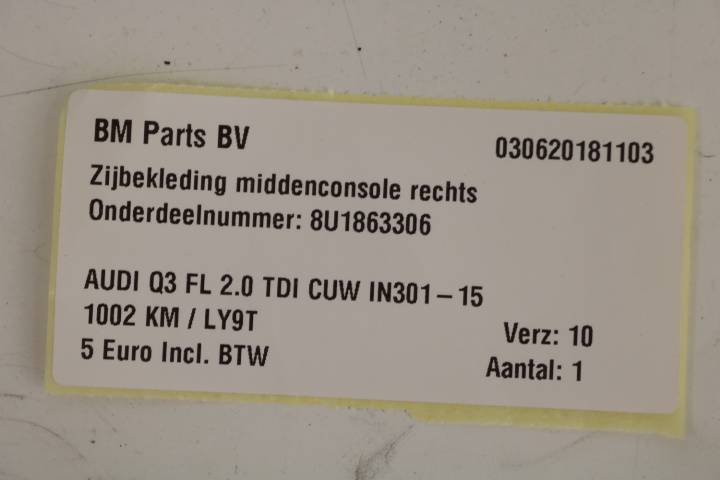 BM Parts BV 030620181103
Zijbekleding middenconsole rechts
Onderdeelnummer: 8U1863306
AUDI Q3 FL 2.0 TDI CUW IN301-15
1002 KM / LY9T Verz: 10
5 Euro Incl. BTW Aantal: 1